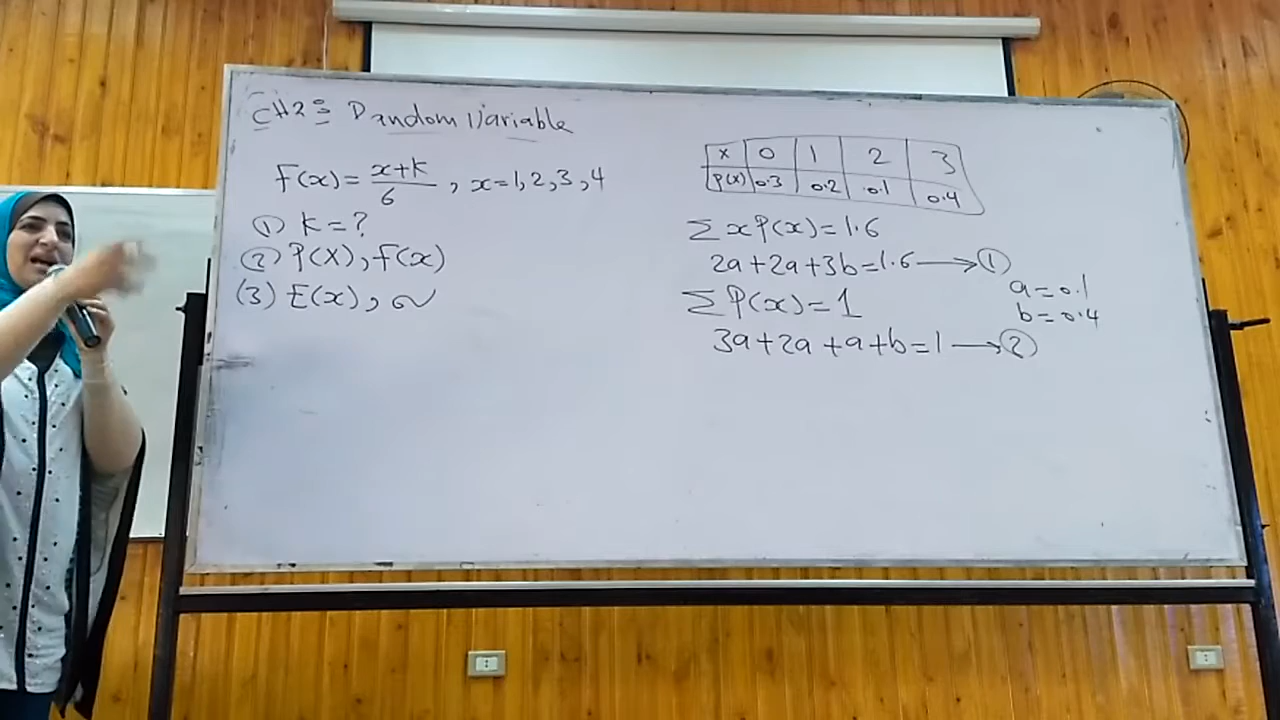 CH2: Random Variable
F(x) = (x+k)/6 , x=1,2,3,4
(1) K=?
(2) P(X), F(x)
(3) E(x), σ
x 0 1 2 3
P(x) 0.3 0.2 0.1 0.4
∑ x P(x) = 1.6
2a+2a+3b=1.6 → (1)
a=0.1
b=0.4
∑ P(x) = 1
3a+2a+a+b=1 → (2)